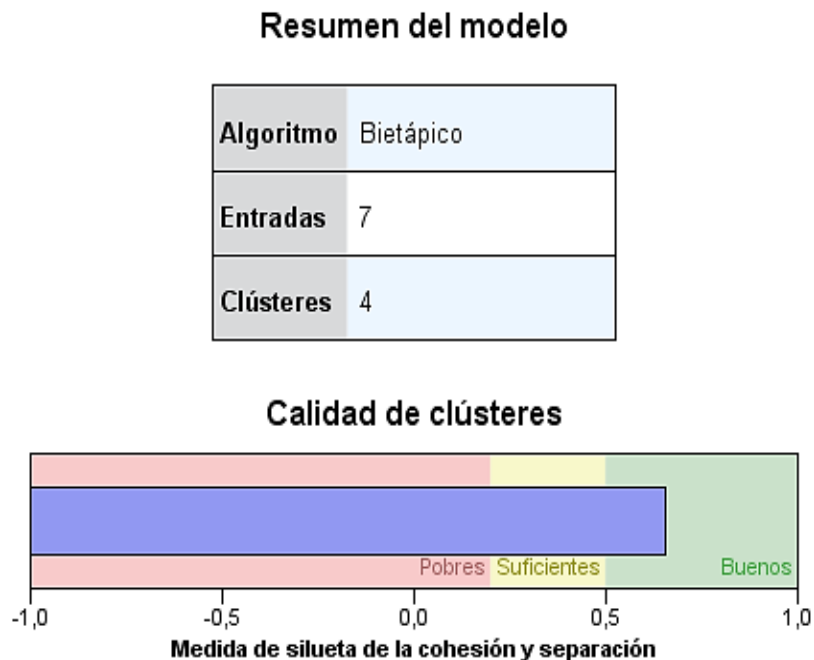 Resumen del modelo
Algoritmo Bietápico
Entradas 7
Clústeres 4
Calidad de clústeres
Pobres Suficientes Buenos
-1,0 -0,5 0,0 0,5 1,0
Medida de silueta de la cohesión y separación